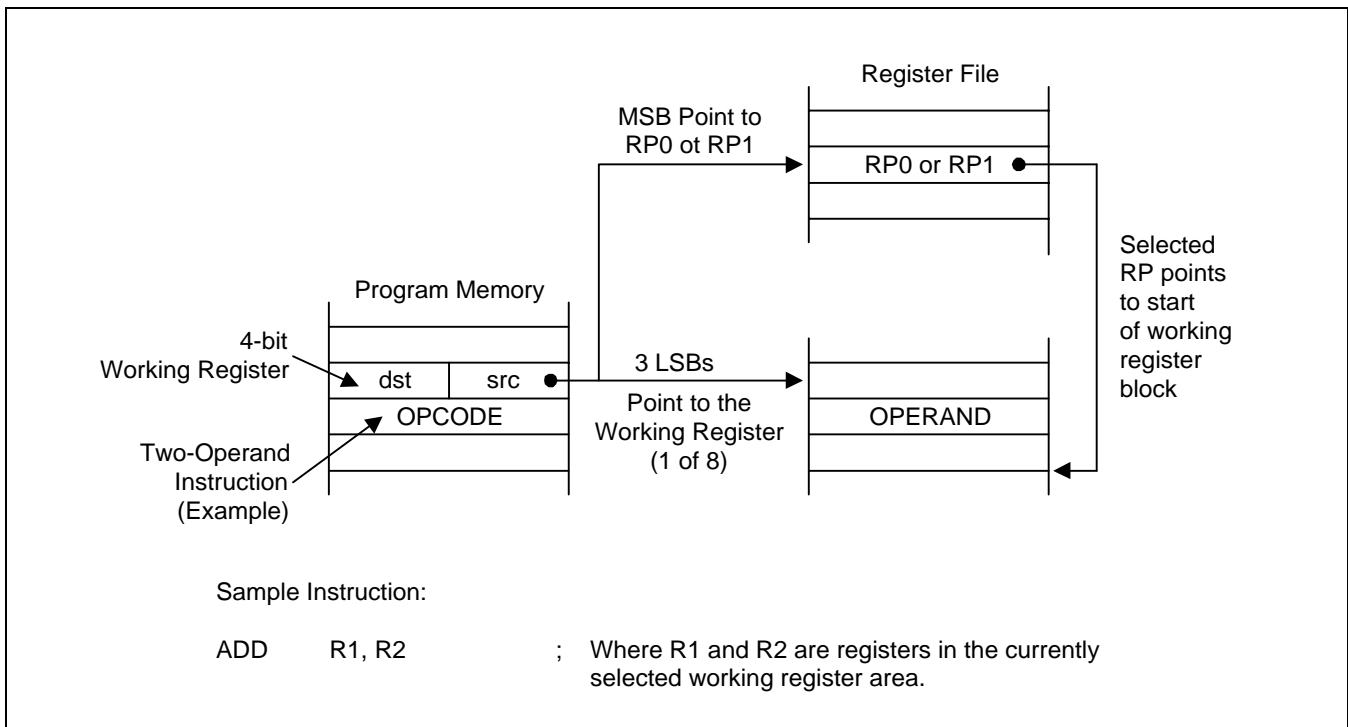 Register File
MSB Point to
RP0 ot RP1
RP0 or RP1
Selected
RP points
to start
of working
register
block
Program Memory
4-bit
Working Register
dst src
3 LSBs
OPCODE
Point to the
Working Register
(1 of 8)
OPERAND
Two-Operand
Instruction
(Example)
Sample Instruction:
ADD R1, R2 ; Where R1 and R2 are registers in the currently
selected working register area.